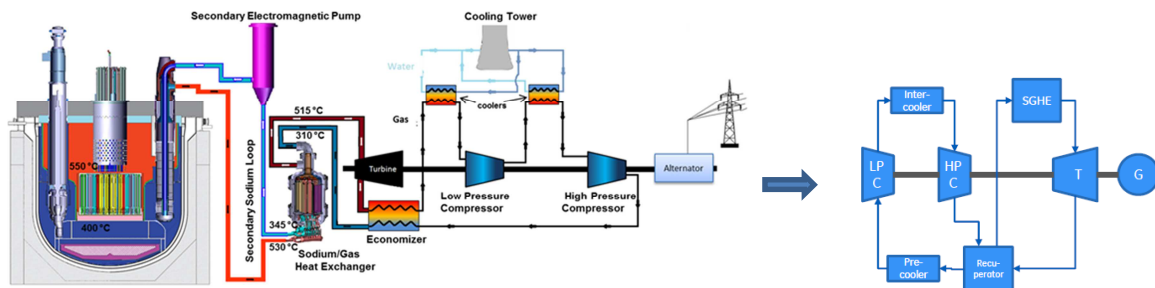 Secondary Electromagnetic Pump
Cooling Tower
Water
coolers
Gas
515 °C
310 °C
550 °C
400 °C
Secondary Sodium Loop
345 °C
530 °C
Sodium/Gas
Heat Exchanger
Turbine
Economizer
Low Pressure
Compressor
High Pressure
Compressor
Alternator
Inter-
cooler
SGHE
LP
C
HP
C
T
G
Pre-
cooler
Recu-
perator